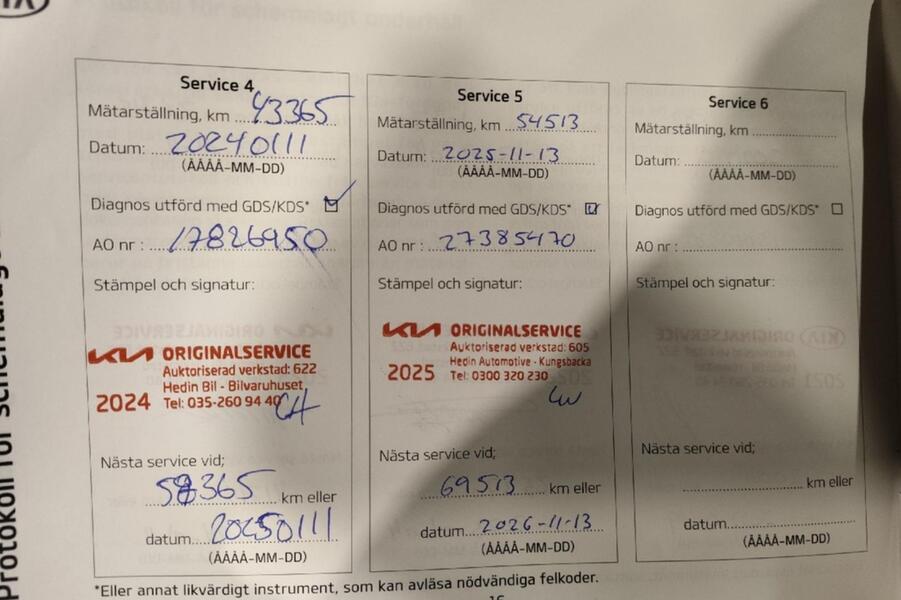 Service 4
Mätarställning, km 43365
Datum: 20240111
(ÅÅÅÅ-MM-DD)
Diagnos utförd med GDS/KDS*
AO nr : 17826950
Stämpel och signatur:
KIA ORIGINALSERVICE
Auktoriserad verkstad: 622
Hedin Bil - Bilvaruhuset
2024 Tel: 035-260 94 40
CH
Nästa service vid;
58365 km eller
datum 20250111
(ÅÅÅÅ-MM-DD)
Service 5
Mätarställning, km 54513
Datum: 2025-11-13
(ÅÅÅÅ-MM-DD)
Diagnos utförd med GDS/KDS*
AO nr : 27385470
Stämpel och signatur:
KIA ORIGINALSERVICE
Auktoriserad verkstad: 605
Hedin Automotive - Kungsbacka
2025 Tel: 0300 320 230
Nästa service vid;
69513 km eller
datum 2026-11-13
(ÅÅÅÅ-MM-DD)
Service 6
Mätarställning, km
Datum:
(ÅÅÅÅ-MM-DD)
Diagnos utförd med GDS/KDS*
AO nr :
Stämpel och signatur:
Nästa service vid;
km eller
datum
(ÅÅÅÅ-MM-DD)
*Eller annat likvärdigt instrument, som kan avläsa nödvändiga felkoder.